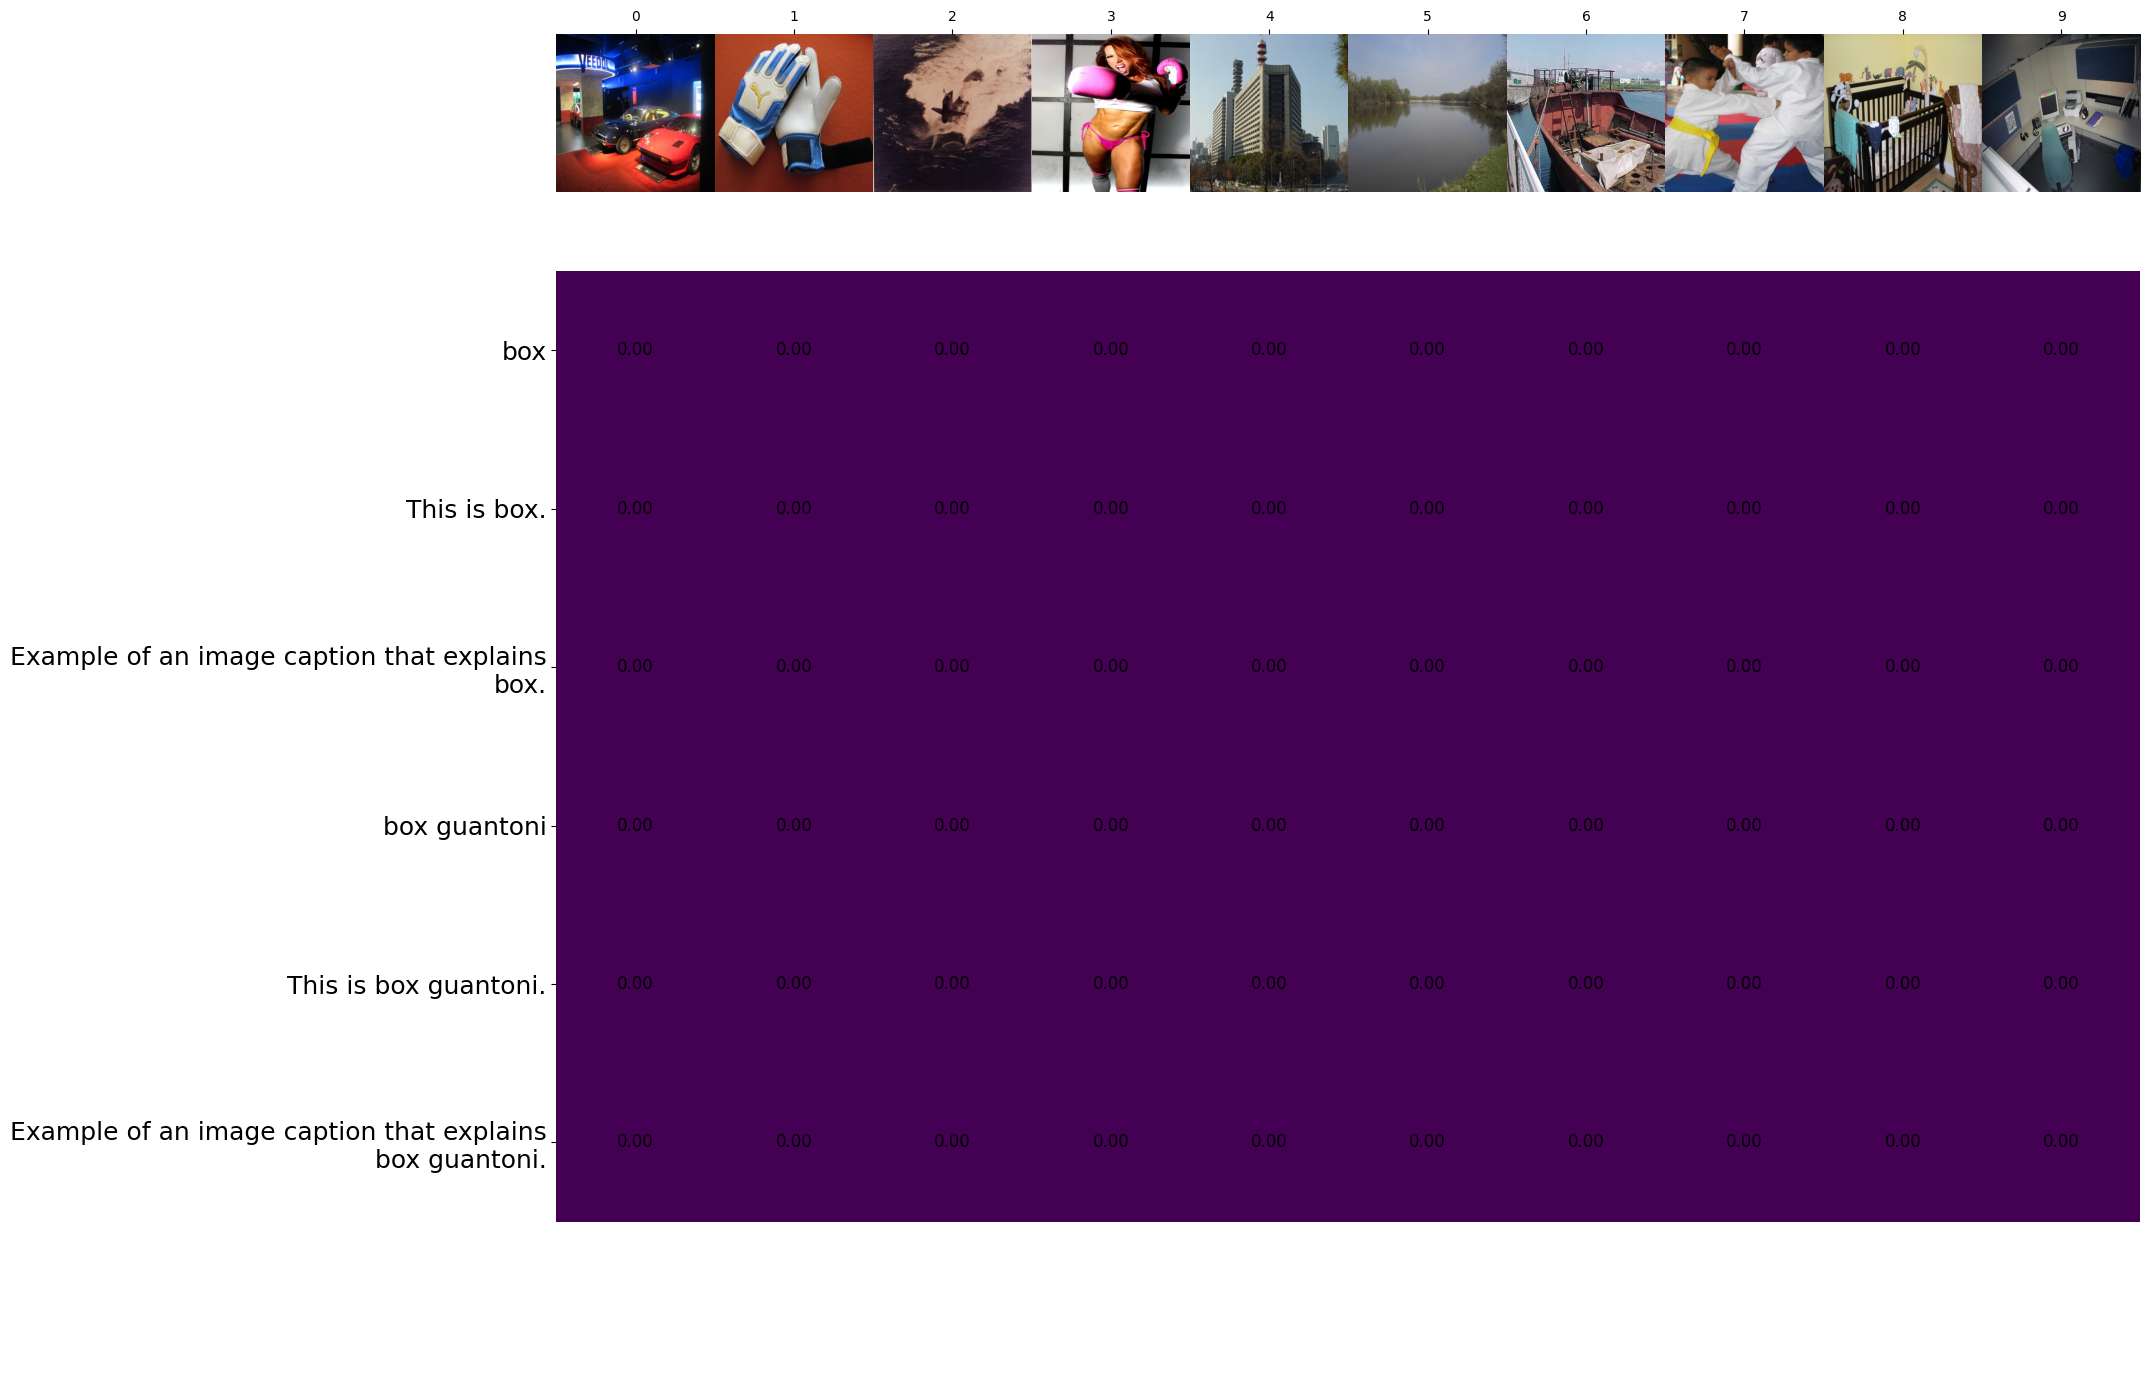 0 1 2 3 4 5 6 7 8 9
VEEDOL
box 0.00 0.00 0.00 0.00 0.00 0.00 0.00 0.00 0.00 0.00
This is box. 0.00 0.00 0.00 0.00 0.00 0.00 0.00 0.00 0.00 0.00
Example of an image caption that explains
box. 0.00 0.00 0.00 0.00 0.00 0.00 0.00 0.00 0.00 0.00
box guantoni 0.00 0.00 0.00 0.00 0.00 0.00 0.00 0.00 0.00 0.00
This is box guantoni. 0.00 0.00 0.00 0.00 0.00 0.00 0.00 0.00 0.00 0.00
Example of an image caption that explains
box guantoni. 0.00 0.00 0.00 0.00 0.00 0.00 0.00 0.00 0.00 0.00